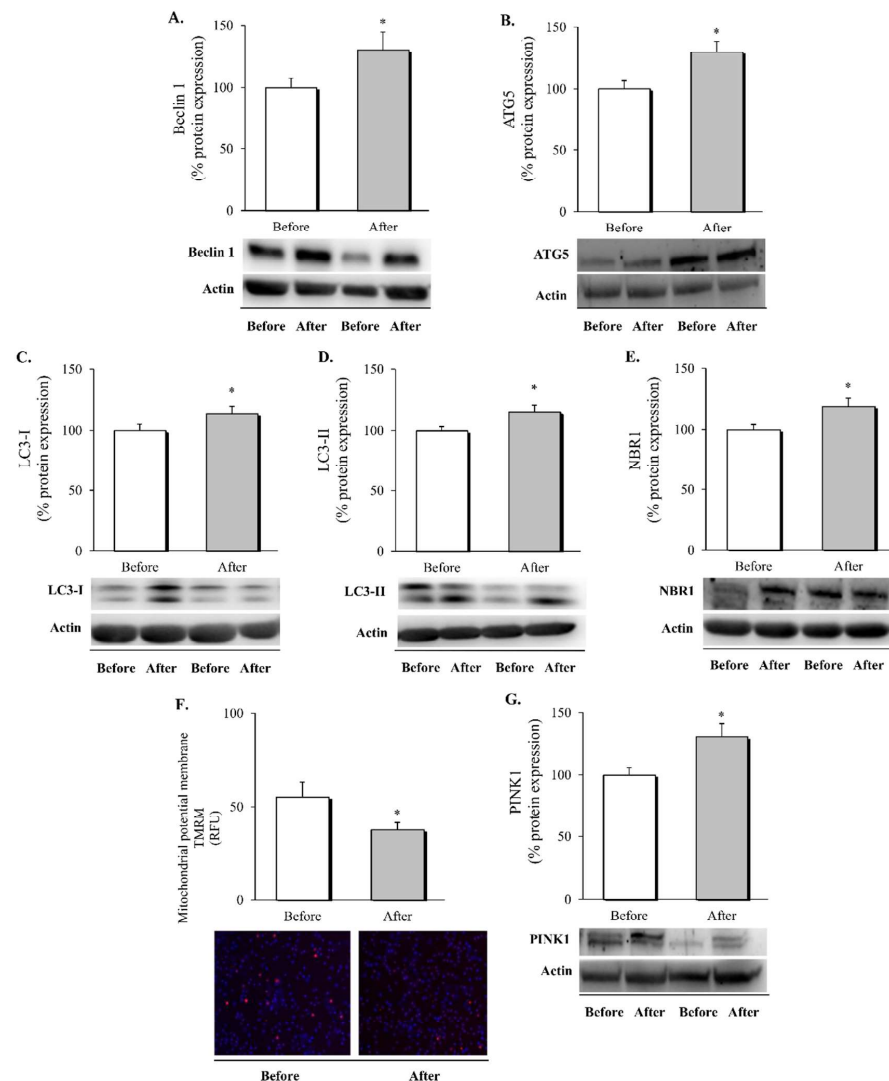 A.
150
100
50
0
Beclin 1
(% protein expression)
*
Before After
Beclin 1
Actin
Before After Before After
B.
150
100
50
0
ATG5
(% protein expression)
*
Before After
ATG5
Actin
Before After Before After
C.
150
100
50
0
LC3-I
(% protein expression)
*
Before After
LC3-I
Actin
Before After Before After
D.
150
100
50
0
LC3-II
(% protein expression)
*
Before After
LC3-II
Actin
Before After Before After
E.
150
100
50
0
NBR1
(% protein expression)
*
Before After
NBR1
Actin
Before After Before After
F.
100
50
0
Mitochondrial potential membrane
TMRM
(RFU)
*
Before After
Before After
G.
150
100
50
0
PINK1
(% protein expression)
*
Before After
PINK1
Actin
Before After Before After